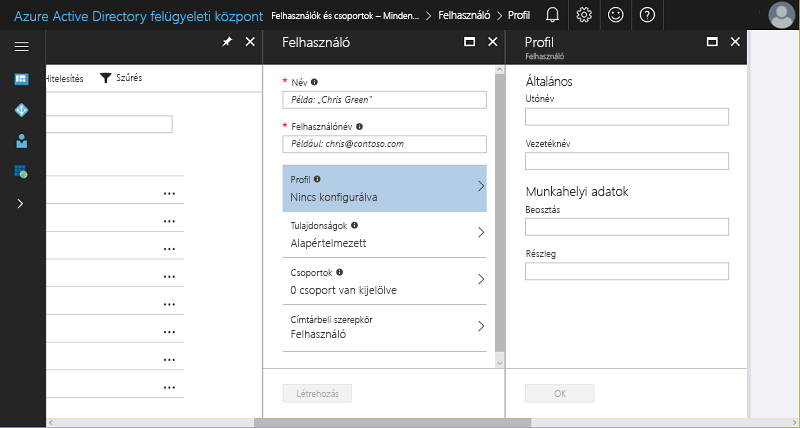 Azure Active Directory felügyeleti központ
Felhasználók és csoportok – Minden... > Felhasználó > Profil
Hitelesítés
Szűrés
Felhasználó
* Név
Példa: „Chris Green”
* Felhasználónév
Például: chris@contoso.com
Profil
Nincs konfigurálva
Tulajdonságok
Alapértelmezett
Csoportok
0 csoport van kijelölve
Címtárbeli szerepkör
Felhasználó
Létrehozás
Profil
Felhasználó
Általános
Utónév
Vezetéknév
Munkahelyi adatok
Beosztás
Részleg
OK